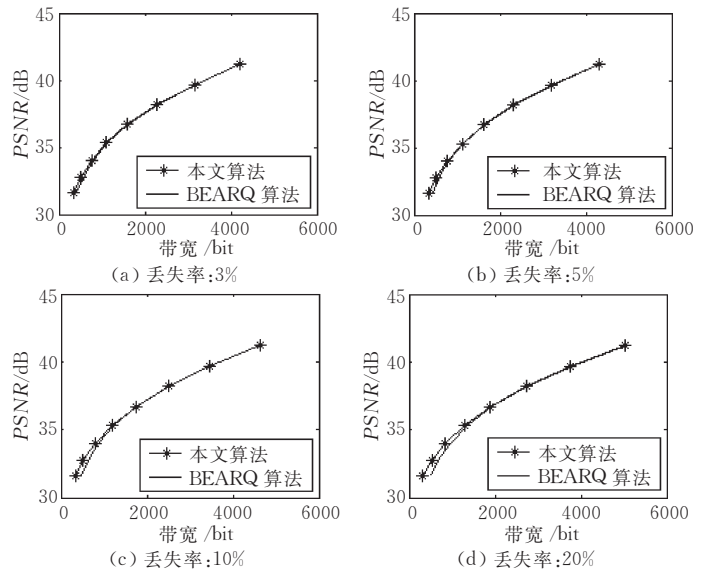 45
40
35
30
PSNR/dB
本文算法
BEARQ 算法
0 2000 4000 6000
带宽 /bit
(a) 丢失率:3%
45
40
35
30
PSNR/dB
本文算法
BEARQ 算法
0 2000 4000 6000
带宽 /bit
(b) 丢失率:5%
45
40
35
30
PSNR/dB
本文算法
BEARQ 算法
0 2000 4000 6000
带宽 /bit
(c) 丢失率:10%
45
40
35
30
PSNR/dB
本文算法
BEARQ 算法
0 2000 4000 6000
带宽 /bit
(d) 丢失率:20%